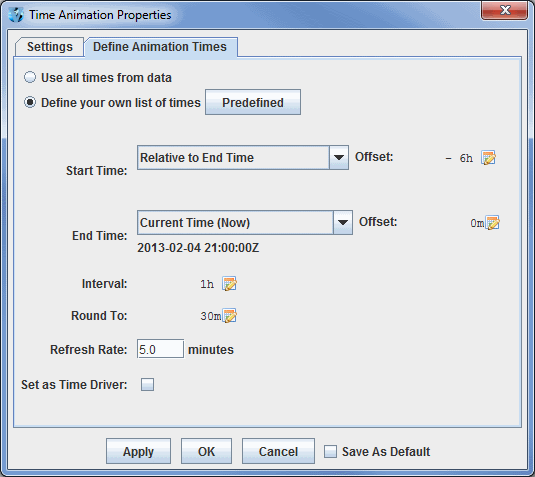 Time Animation Properties
Settings Define Animation Times
Use all times from data
Define your own list of times Predefined
Start Time: Relative to End Time Offset: - 6h
End Time: Current Time (Now) Offset: 0m
2013-02-04 21:00:00Z
Interval: 1h
Round To: 30m
Refresh Rate: 5.0 minutes
Set as Time Driver:
Apply OK Cancel Save As Default